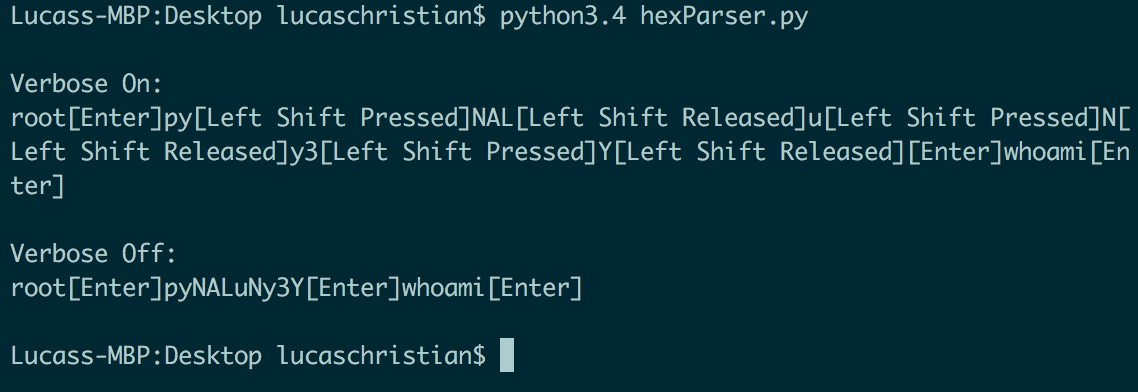 Lucass-MBP:Desktop lucaschristian$ python3.4 hexParser.py
Verbose On:
root[Enter]py[Left Shift Pressed]NAL[Left Shift Released]u[Left Shift Pressed]N[
Left Shift Released]y3[Left Shift Pressed]Y[Left Shift Released][Enter]whoami[En
ter]
Verbose Off:
root[Enter]pyNALuNy3Y[Enter]whoami[Enter]
Lucass-MBP:Desktop lucaschristian$